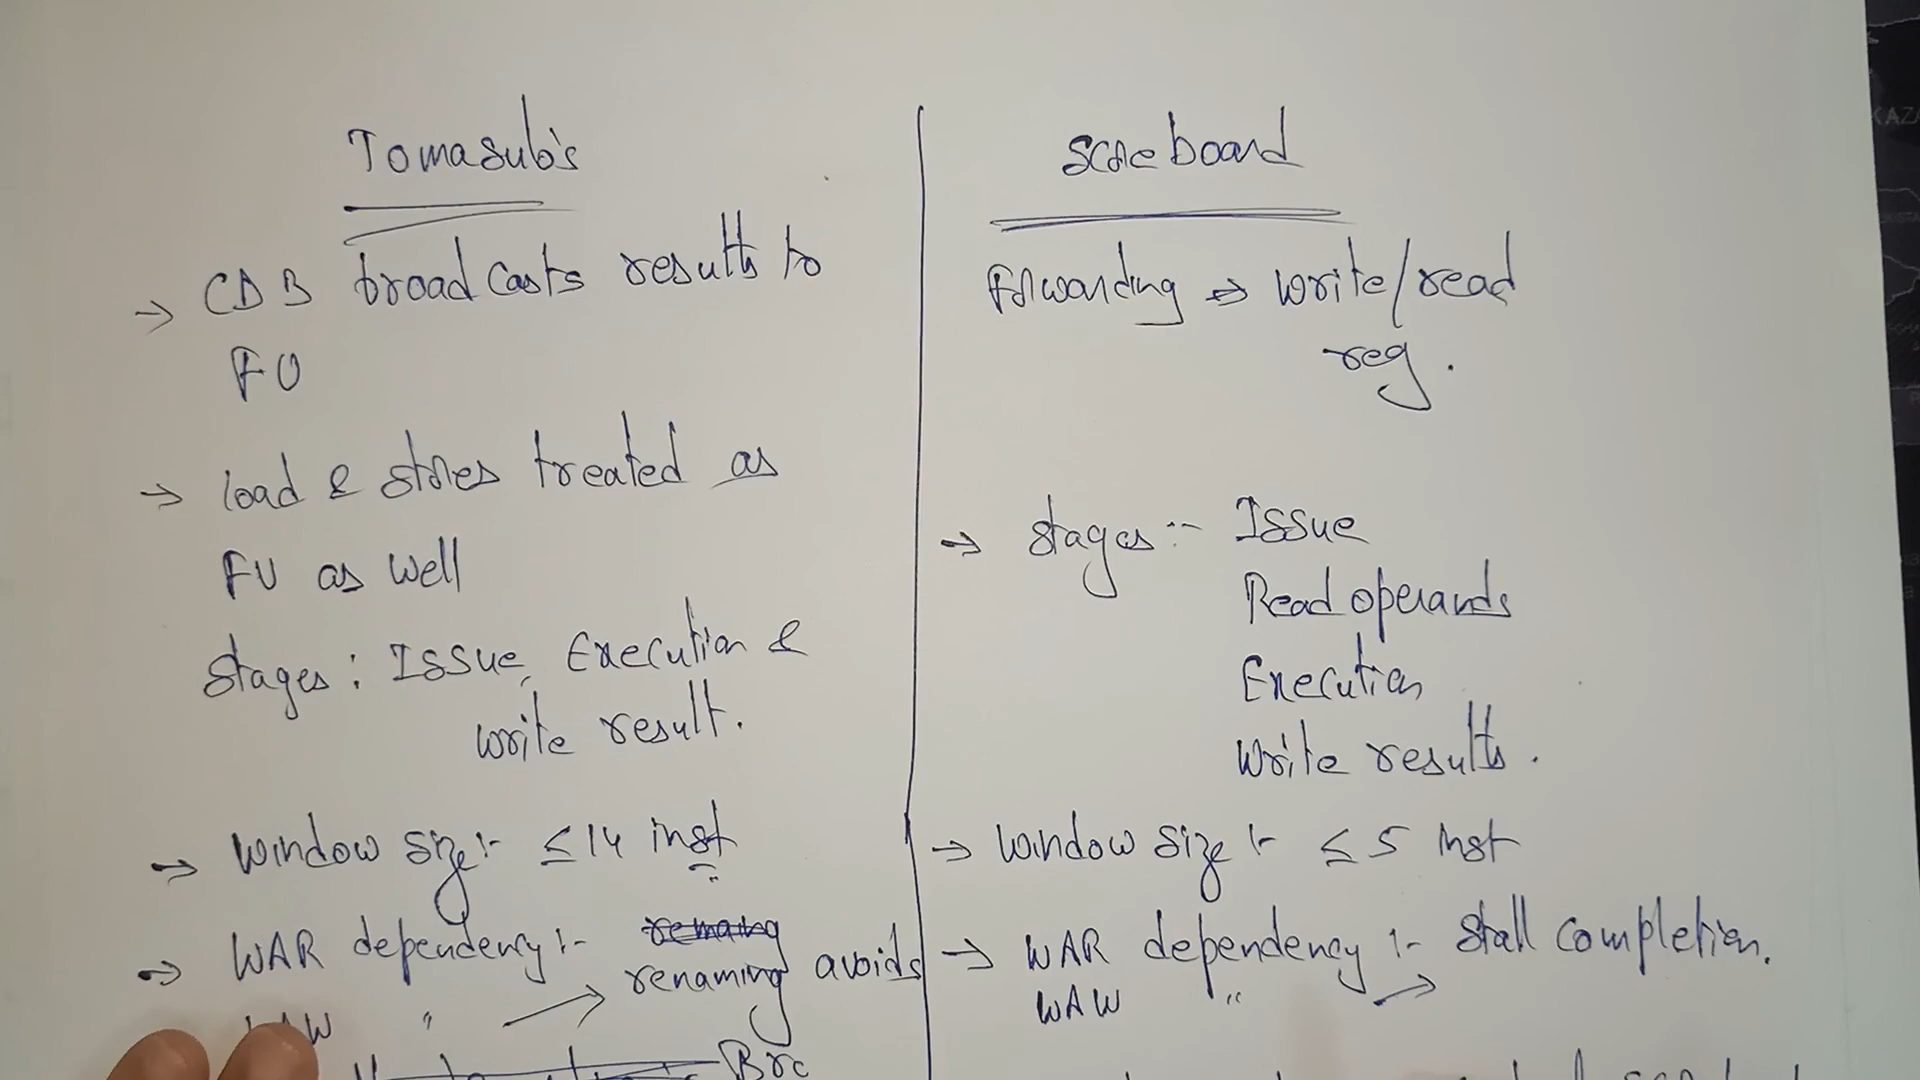 Tomasulo's
→ CDB broadcasts results to
FU
→ load & stores treated as
FU as well
Stages : Issue, Execution &
write result.
→ Window size :- ≤ 14 inst
→ WAR dependency :- renaming avoids
WAW "
Scoreboard
Forwarding → write/read
reg.
→ Stages :- Issue
Read operands
Execution
Write results.
→ Window size :- ≤ 5 inst
→ WAR dependency :- Stall completion.
WAW " →